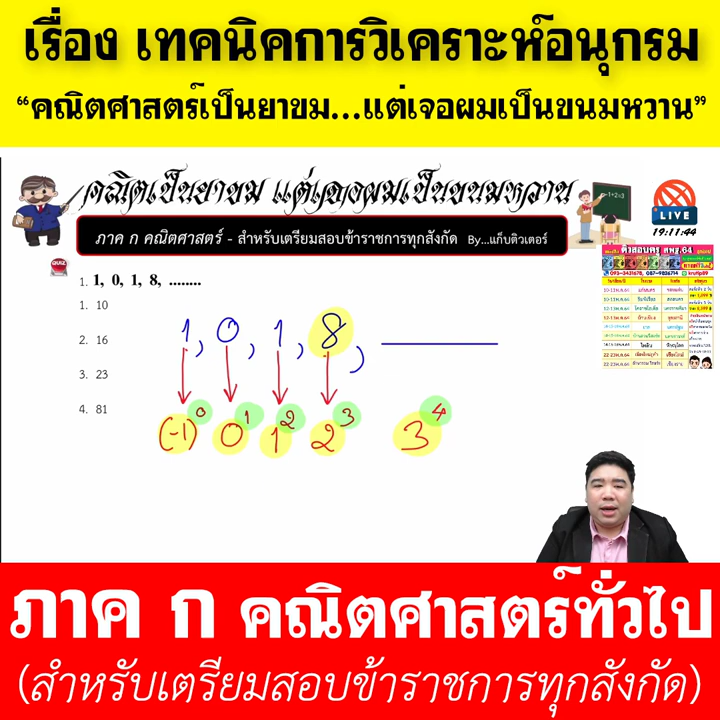 เรื่อง เทคนิคการวิเคราะห์อนุกรม
“คณิตศาสตร์เป็นยาขม...แต่เจอผมเป็นขนมหวาน”
คณิตเป็นยาขม แต่เจอผมเป็นขนมหวาน
LIVE
19:11:44
ภาค ก คณิตศาสตร์ - สำหรับเตรียมสอบข้าราชการทุกสังกัด By...แก็บติวเตอร์
QUIZ
1. 1, 0, 1, 8, ........
1. 10
2. 16
3. 23
4. 81
1, 0, 1, 8, ________
(-1)⁰ 0¹ 1² 2³ 3⁴
ภาค ก คณิตศาสตร์ทั่วไป
(สำหรับเตรียมสอบข้าราชการทุกสังกัด)